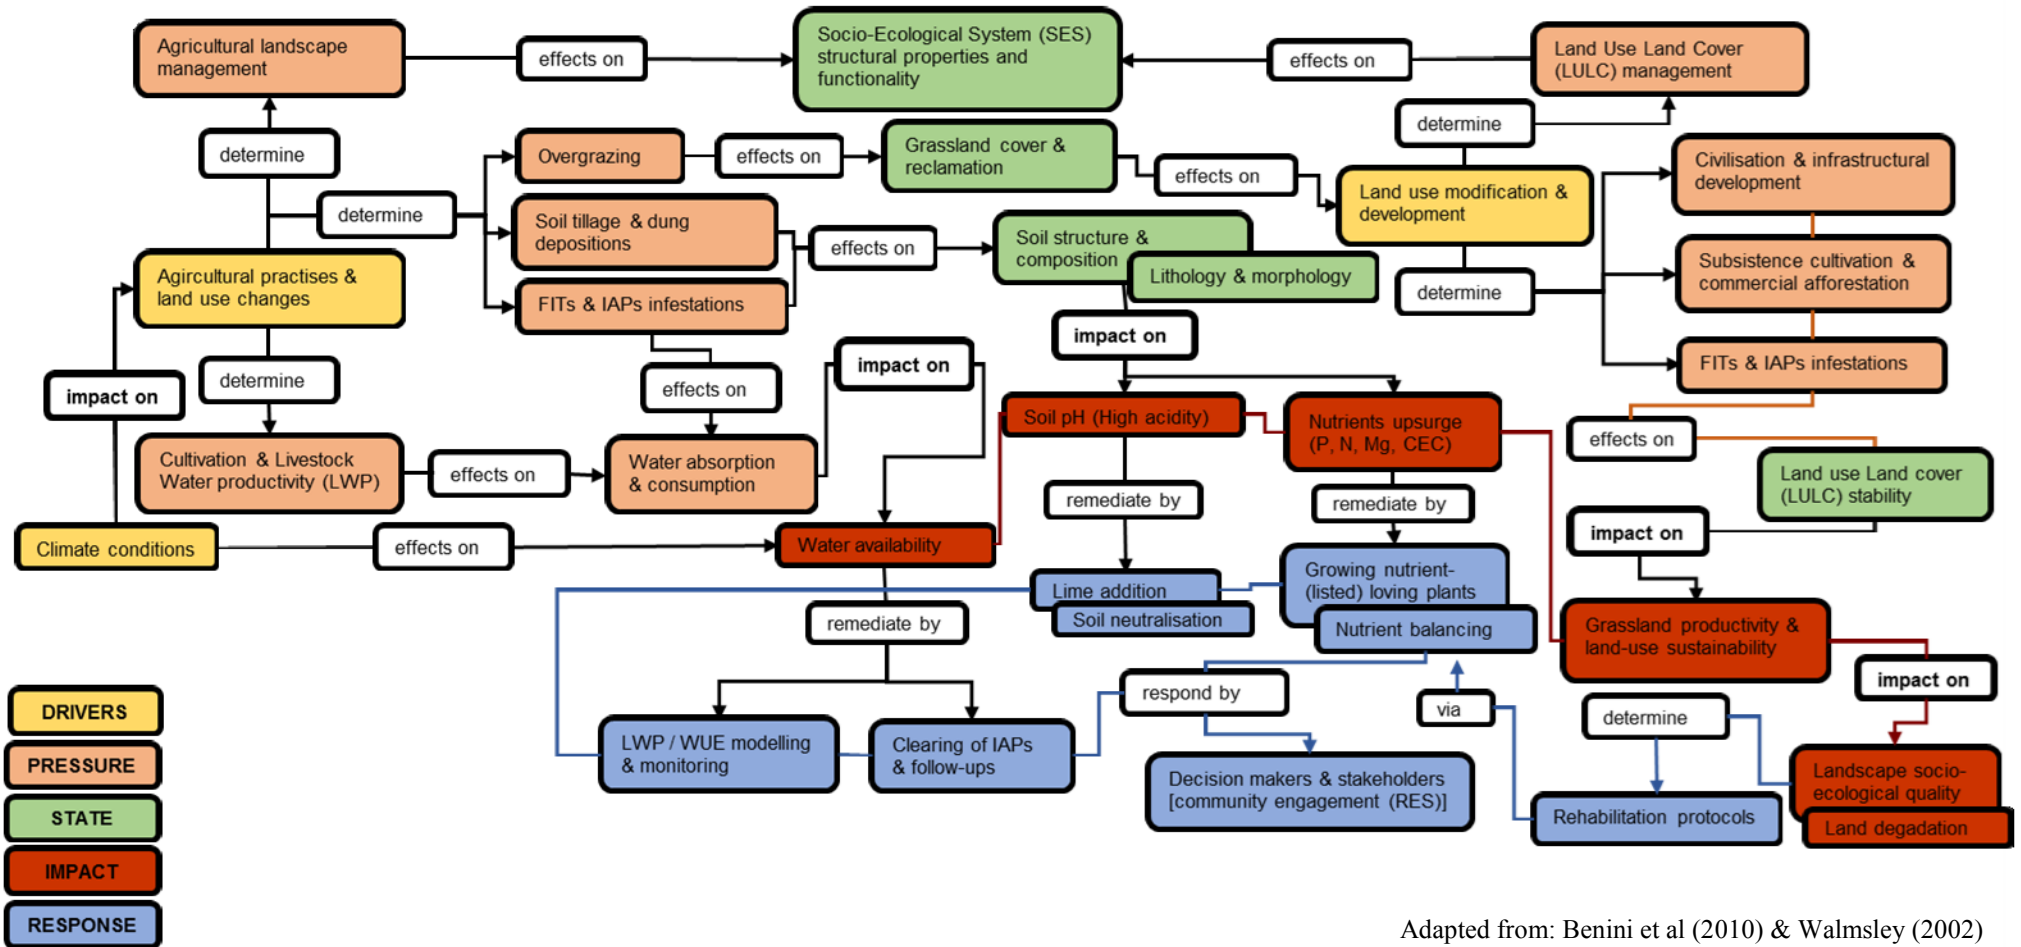 Agricultural landscape
management
effects on
Socio-Ecological System (SES)
structural properties and
functionality
effects on
Land Use Land Cover
(LULC) management
determine
determine
Overgrazing
effects on
Grassland cover &
reclamation
effects on
Civilisation & infrastructural
development
Land use modification &
development
determine
Soil tillage & dung
depositions
effects on
Soil structure &
composition
Lithology & morphology
Subsistence cultivation &
commercial afforestation
Agircultural practises &
land use changes
determine
FITs & IAPs infestations
impact on
FITs & IAPs infestations
impact on
determine
effects on
impact on
Soil pH (High acidity)
Nutrients upsurge
(P, N, Mg, CEC)
effects on
Cultivation & Livestock
Water productivity (LWP)
effects on
Water absorption
& consumption
Land use Land cover
(LULC) stability
remediate by
remediate by
impact on
Climate conditions
effects on
Water availability
Lime addition
Soil neutralisation
Growing nutrient-
(listed) loving plants
Nutrient balancing
remediate by
Grassland productivity &
land-use sustainability
impact on
respond by
via
determine
DRIVERS
PRESSURE
STATE
IMPACT
RESPONSE
LWP / WUE modelling
& monitoring
Clearing of IAPs
& follow-ups
Decision makers & stakeholders
[community engagement (RES)]
Rehabilitation protocols
Landscape socio-
ecological quality
Land degadation
Adapted from: Benini et al (2010) & Walmsley (2002)